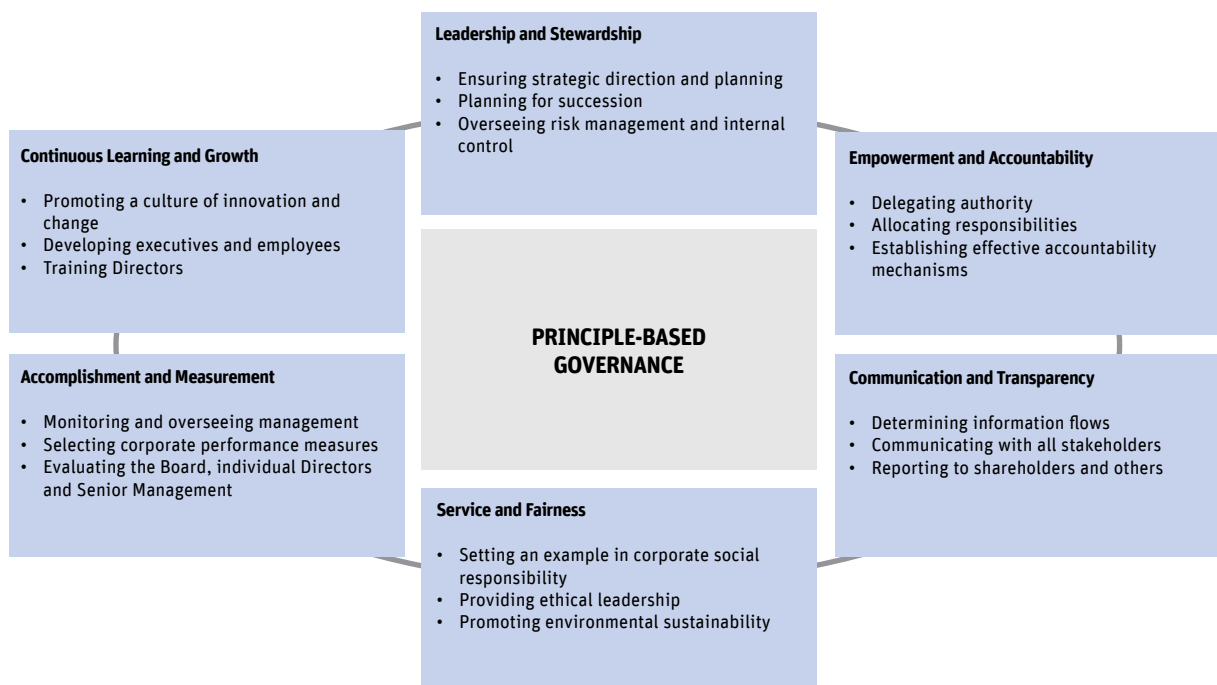 Leadership and Stewardship
• Ensuring strategic direction and planning
• Planning for succession
• Overseeing risk management and internal
control
Continuous Learning and Growth
• Promoting a culture of innovation and
change
• Developing executives and employees
• Training Directors
Empowerment and Accountability
• Delegating authority
• Allocating responsibilities
• Establishing effective accountability
mechanisms
PRINCIPLE-BASED
GOVERNANCE
Accomplishment and Measurement
• Monitoring and overseeing management
• Selecting corporate performance measures
• Evaluating the Board, individual Directors
and Senior Management
Communication and Transparency
• Determining information flows
• Communicating with all stakeholders
• Reporting to shareholders and others
Service and Fairness
• Setting an example in corporate social
responsibility
• Providing ethical leadership
• Promoting environmental sustainability